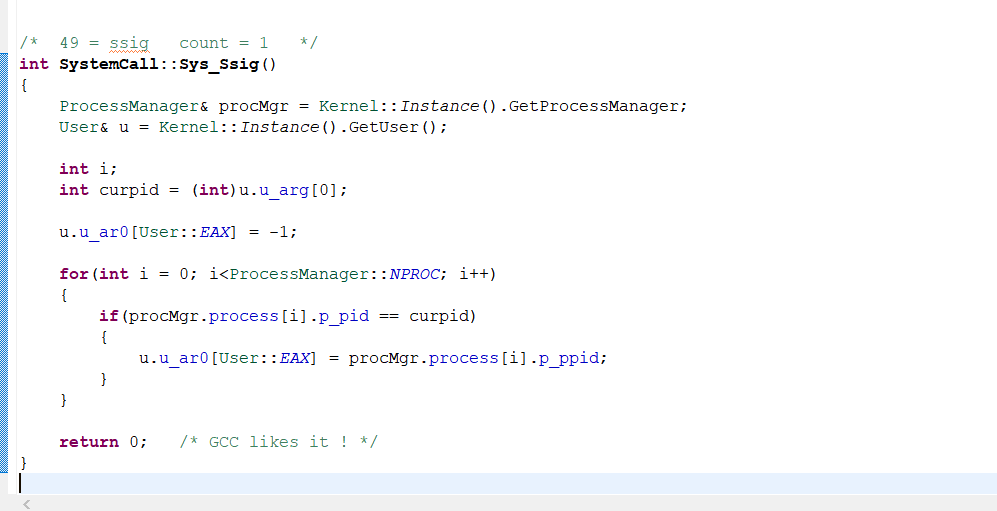 /*  49 = ssig   count = 1   */
int SystemCall::Sys_Ssig()
{
    ProcessManager& procMgr = Kernel::Instance().GetProcessManager;
    User& u = Kernel::Instance().GetUser();
    int i;
    int curpid = (int)u.u_arg[0];
    u.u_ar0[User::EAX] = -1;
    for(int i = 0; i<ProcessManager::NPROC; i++)
    {
        if(procMgr.process[i].p_pid == curpid)
        {
            u.u_ar0[User::EAX] = procMgr.process[i].p_ppid;
        }
    }
    return 0;   /* GCC likes it ! */
}